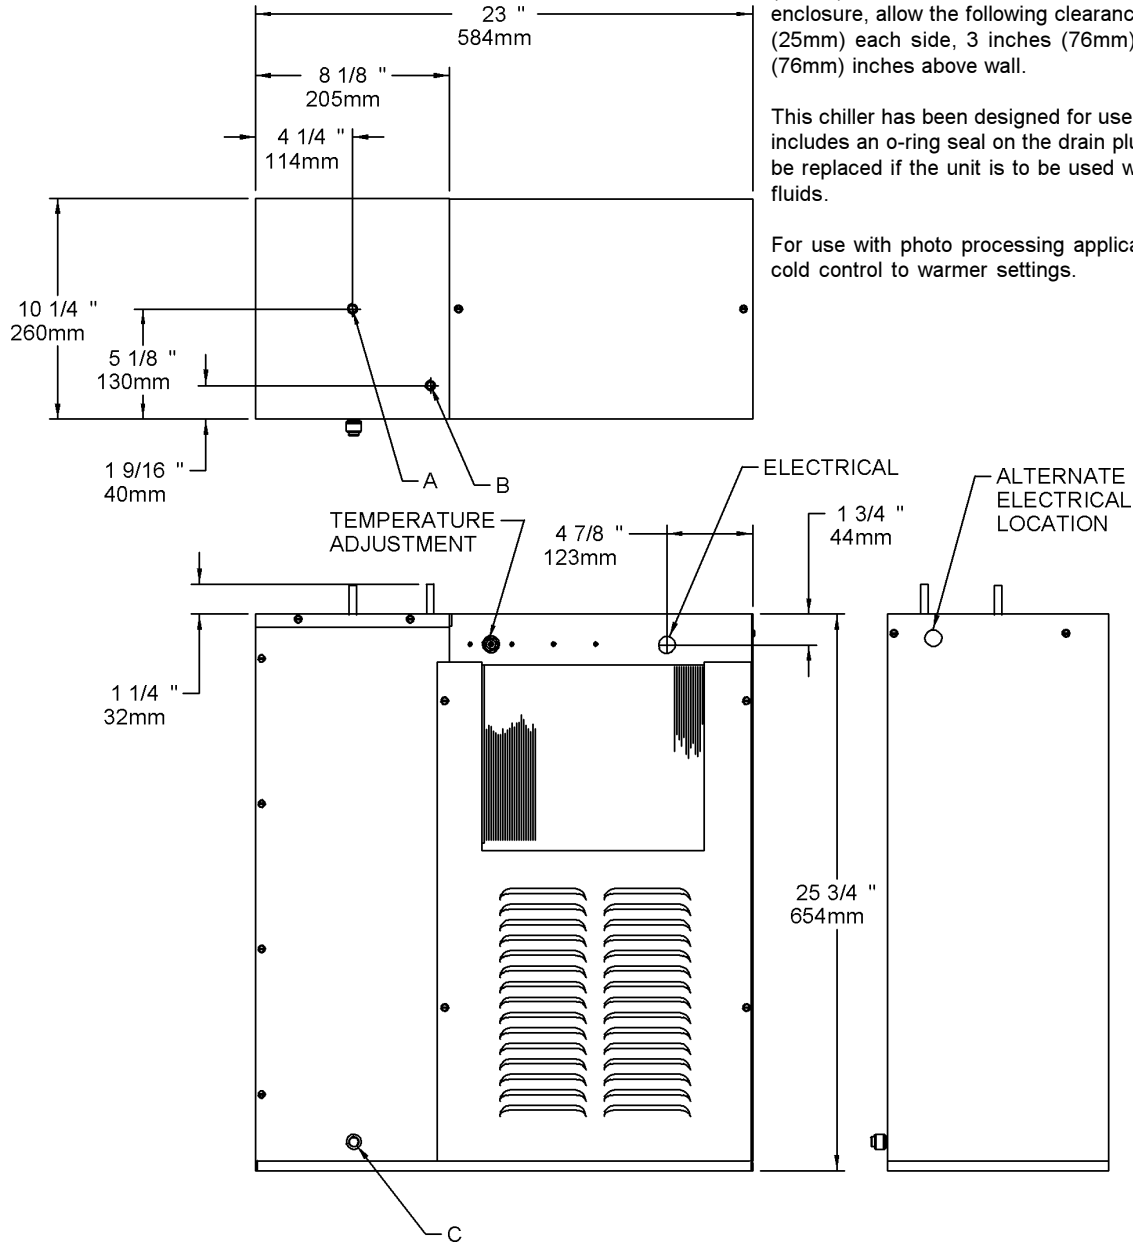 23 "
584mm
8 1/8 "
205mm
4 1/4 "
114mm
enclosure, allow the following
(25mm) each side, 3 inches (76mm)
(76mm) inches above wall.
This chiller has been designed for use
includes an o-ring seal on the drain
be replaced if the unit is to be used
fluids.
For use with photo processing
cold control to warmer settings.
10 1/4 "
260mm
5 1/8 "
130mm
1 9/16 "
40mm
A
B
TEMPERATURE
ADJUSTMENT
4 7/8 "
123mm
ELECTRICAL
1 3/4 "
44mm
ALTERNATE
ELECTRICAL
LOCATION
1 1/4 "
32mm
25 3/4 "
654mm
C